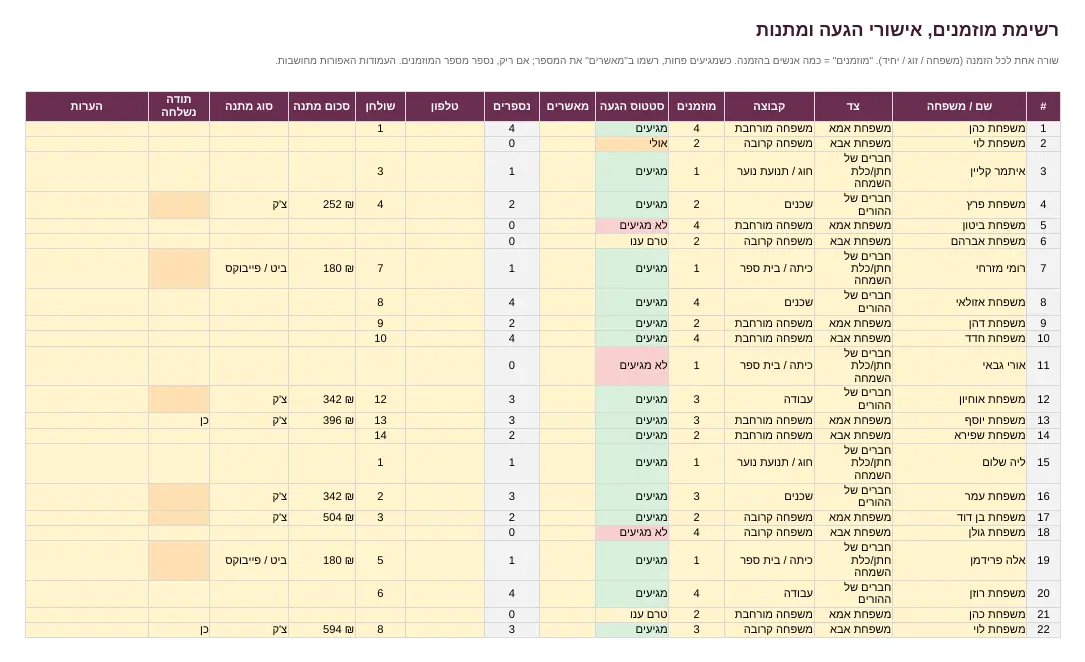 רשימת מוזמנים, אישורי הגעה ומתנות
שורה אחת לכל הזמנה (משפחה / זוג / יחיד). "מוזמנים" = כמה אנשים בהזמנה. כשמגיעים פחות, רשמו ב"מאשרים" את המספר; אם ריק, נספר מספר המוזמנים. העמודות האפורות מחושבות.
# שם / משפחה צד קבוצה מוזמנים סטטוס הגעה מאשרים נספרים טלפון שולחן סכום מתנה סוג מתנה תודה נשלחה הערות
1 משפחת כהן משפחת אמא משפחה מורחבת 4 מגיעים 4 1
2 משפחת לוי משפחת אבא משפחה קרובה 2 אולי 0
3 איתמר קליין חברים של חתן/כלת השמחה חוג / תנועת נוער 1 מגיעים 1 3
4 משפחת פרץ חברים של ההורים שכנים 2 מגיעים 2 4 252 ₪ צ'ק
5 משפחת ביטון משפחת אמא משפחה מורחבת 4 לא מגיעים 0
6 משפחת אברהם משפחת אבא משפחה קרובה 2 טרם ענו 0
7 רומי מזרחי חברים של חתן/כלת השמחה כיתה / בית ספר 1 מגיעים 1 7 180 ₪ ביט / פייבוקס
8 משפחת אזולאי חברים של ההורים שכנים 4 מגיעים 4 8
9 משפחת דהן משפחת אמא משפחה מורחבת 2 מגיעים 2 9
10 משפחת חדד משפחת אבא משפחה מורחבת 4 מגיעים 4 10
11 אורי גבאי חברים של חתן/כלת השמחה כיתה / בית ספר 1 לא מגיעים 0
12 משפחת אוחיון חברים של ההורים עבודה 3 מגיעים 3 12 342 ₪ צ'ק
13 משפחת יוסף משפחת אמא משפחה מורחבת 3 מגיעים 3 13 396 ₪ צ'ק כן
14 משפחת שפירא משפחת אבא משפחה מורחבת 2 מגיעים 2 14
15 ליה שלום חברים של חתן/כלת השמחה חוג / תנועת נוער 1 מגיעים 1 1
16 משפחת עמר חברים של ההורים שכנים 3 מגיעים 3 2 342 ₪ צ'ק
17 משפחת בן דוד משפחת אמא משפחה קרובה 2 מגיעים 2 3 504 ₪ צ'ק
18 משפחת גולן משפחת אבא משפחה קרובה 4 לא מגיעים 0
19 אלה פרידמן חברים של חתן/כלת השמחה כיתה / בית ספר 1 מגיעים 1 5 180 ₪ ביט / פייבוקס
20 משפחת רוזן חברים של ההורים עבודה 4 מגיעים 4 6
21 משפחת כהן משפחת אמא משפחה מורחבת 2 טרם ענו 0
22 משפחת לוי משפחת אבא משפחה קרובה 3 מגיעים 3 8 594 ₪ צ'ק כן